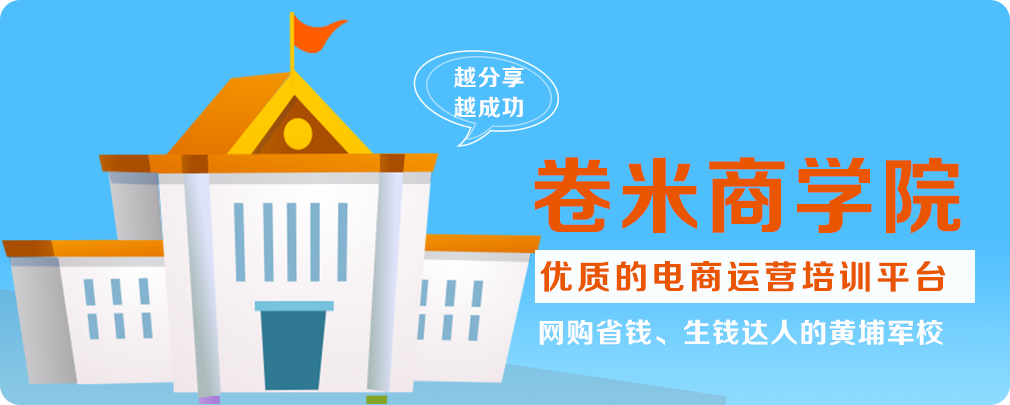 越分享
越成功
卷米商学院
优质的电商运营培训平台
网购省钱、生钱达人的黄埔军校